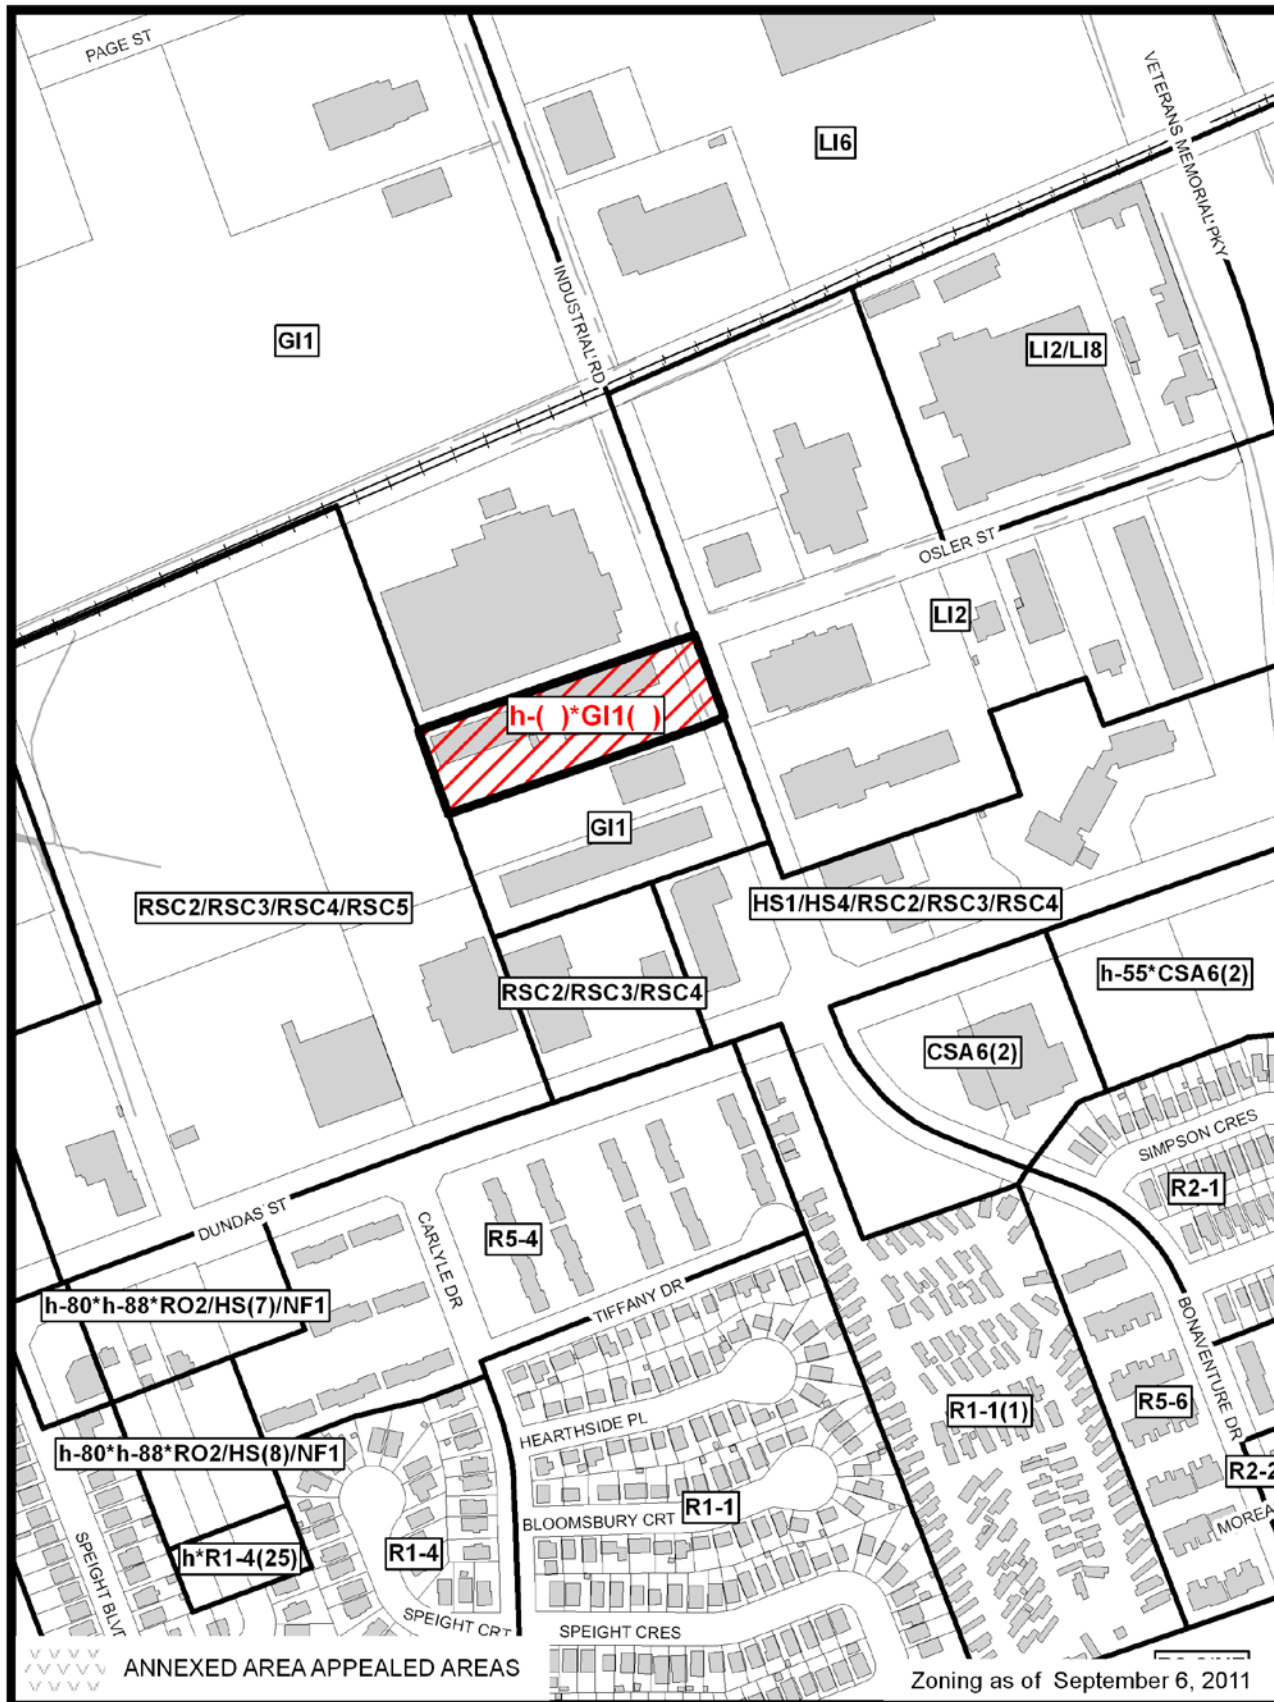 PAGE ST
VETERANS MEMORIAL PKY
LI6
INDUSTRIAL RD
GI1
LI2/LI8
OSLER ST
LI2
h-( )*GI1( )
GI1
RSC2/RSC3/RSC4/RSC5
HS1/HS4/RSC2/RSC3/RSC4
RSC2/RSC3/RSC4
h-55*CSA6(2)
CSA6(2)
SIMPSON CRES
R2-1
DUNDAS ST
CARLYLE DR
R5-4
TIFFANY DR
h-80*h-88*RO2/HS(7)/NF1
BONAVENTURE DR
HEARTHSIDE PL
R1-1(1)
R5-6
h-80*h-88*RO2/HS(8)/NF1
R2-2
R1-1
BLOOMSBURY CRT
MOREA
SPEIGHT BLVD
h*R1-4(25)
R1-4
SPEIGHT CRT
SPEIGHT CRES
ANNEXED AREA APPEALED AREAS
Zoning as of September 6, 2011